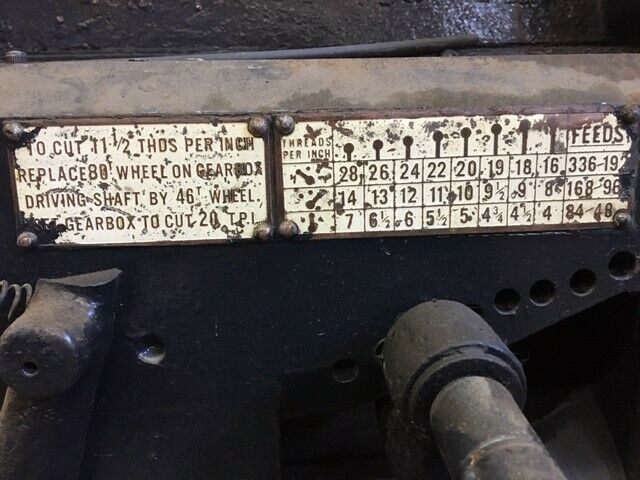 TO CUT 11 1/2 THDS PER INCH
REPLACE 80T WHEEL ON GEARBOX
DRIVING SHAFT, BY 46T WHEEL,
GEARBOX TO CUT 20 T.P.I.
THREADS
PER INCH
FEEDS
28 26 24 22 20 19 18 16 336-192
14 13 12 11 10 9½ 9 8 168-96
7 6½ 6 5½ 5 4¾ 4½ 4 84-48